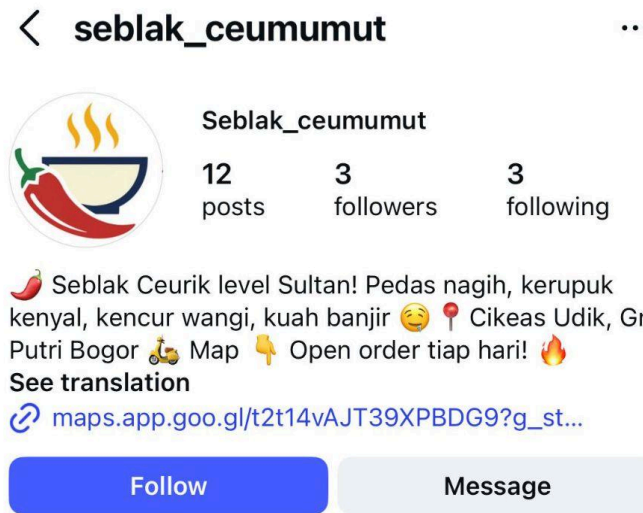 seblak_ceumumut
Seblak_ceumumut
12 3 3
posts followers following
🌶️ Seblak Ceurik level Sultan! Pedas nagih, kerupuk
kenyal, kencur wangi, kuah banjir 🤤 📍 Cikeas Udik, Gr
Putri Bogor 🛵 Map 👇 Open order tiap hari! 🔥
See translation
maps.app.goo.gl/t2t14vAJT39XPBDG9?g_st...
Follow Message